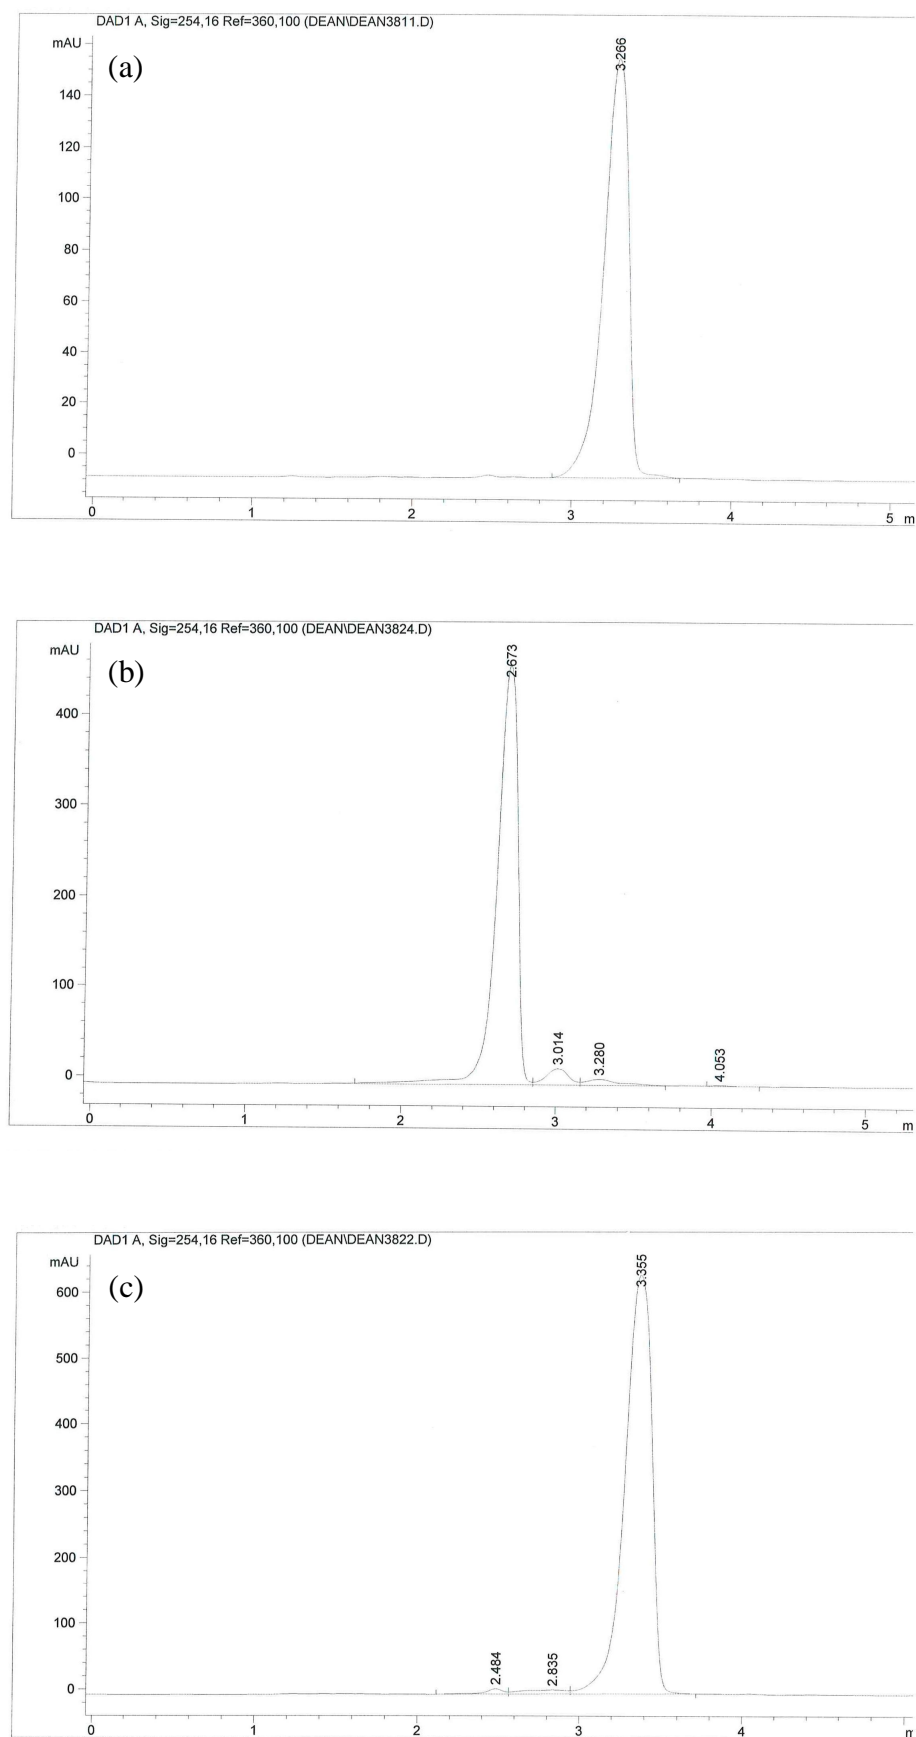 DAD1 A, Sig=254,16 Ref=360,100 (DEAN\DEAN3811.D)
mAU
(a)
3.266
140
120
100
80
60
40
20
0
0 1 2 3 4 5 m
DAD1 A, Sig=254,16 Ref=360,100 (DEAN\DEAN3824.D)
mAU
(b)
2.673
400
300
200
100
3.014
3.280
4.053
0
0 1 2 3 4 5 m
DAD1 A, Sig=254,16 Ref=360,100 (DEAN\DEAN3822.D)
mAU
(c)
3.355
600
500
400
300
200
100
2.484
2.835
0
0 1 2 3 4 m